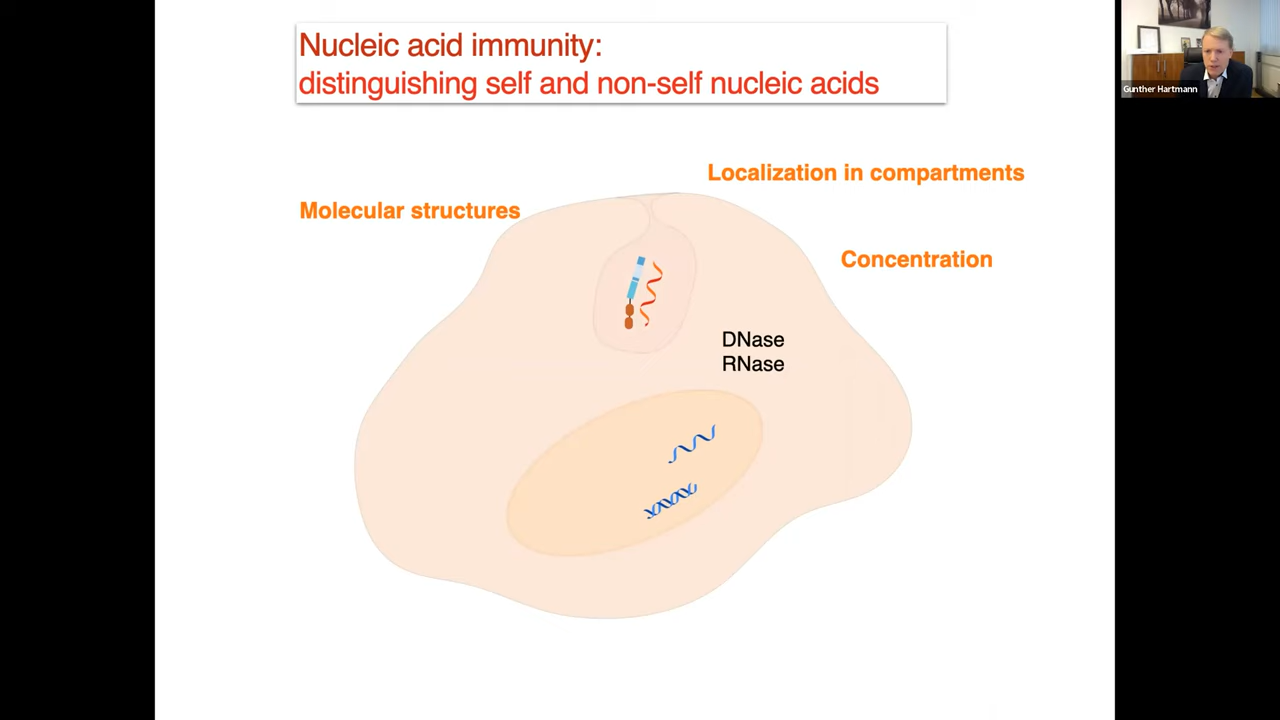 Nucleic acid immunity:
distinguishing self and non-self nucleic acids
Gunther Hartmann
Localization in compartments
Molecular structures
Concentration
DNase
RNase